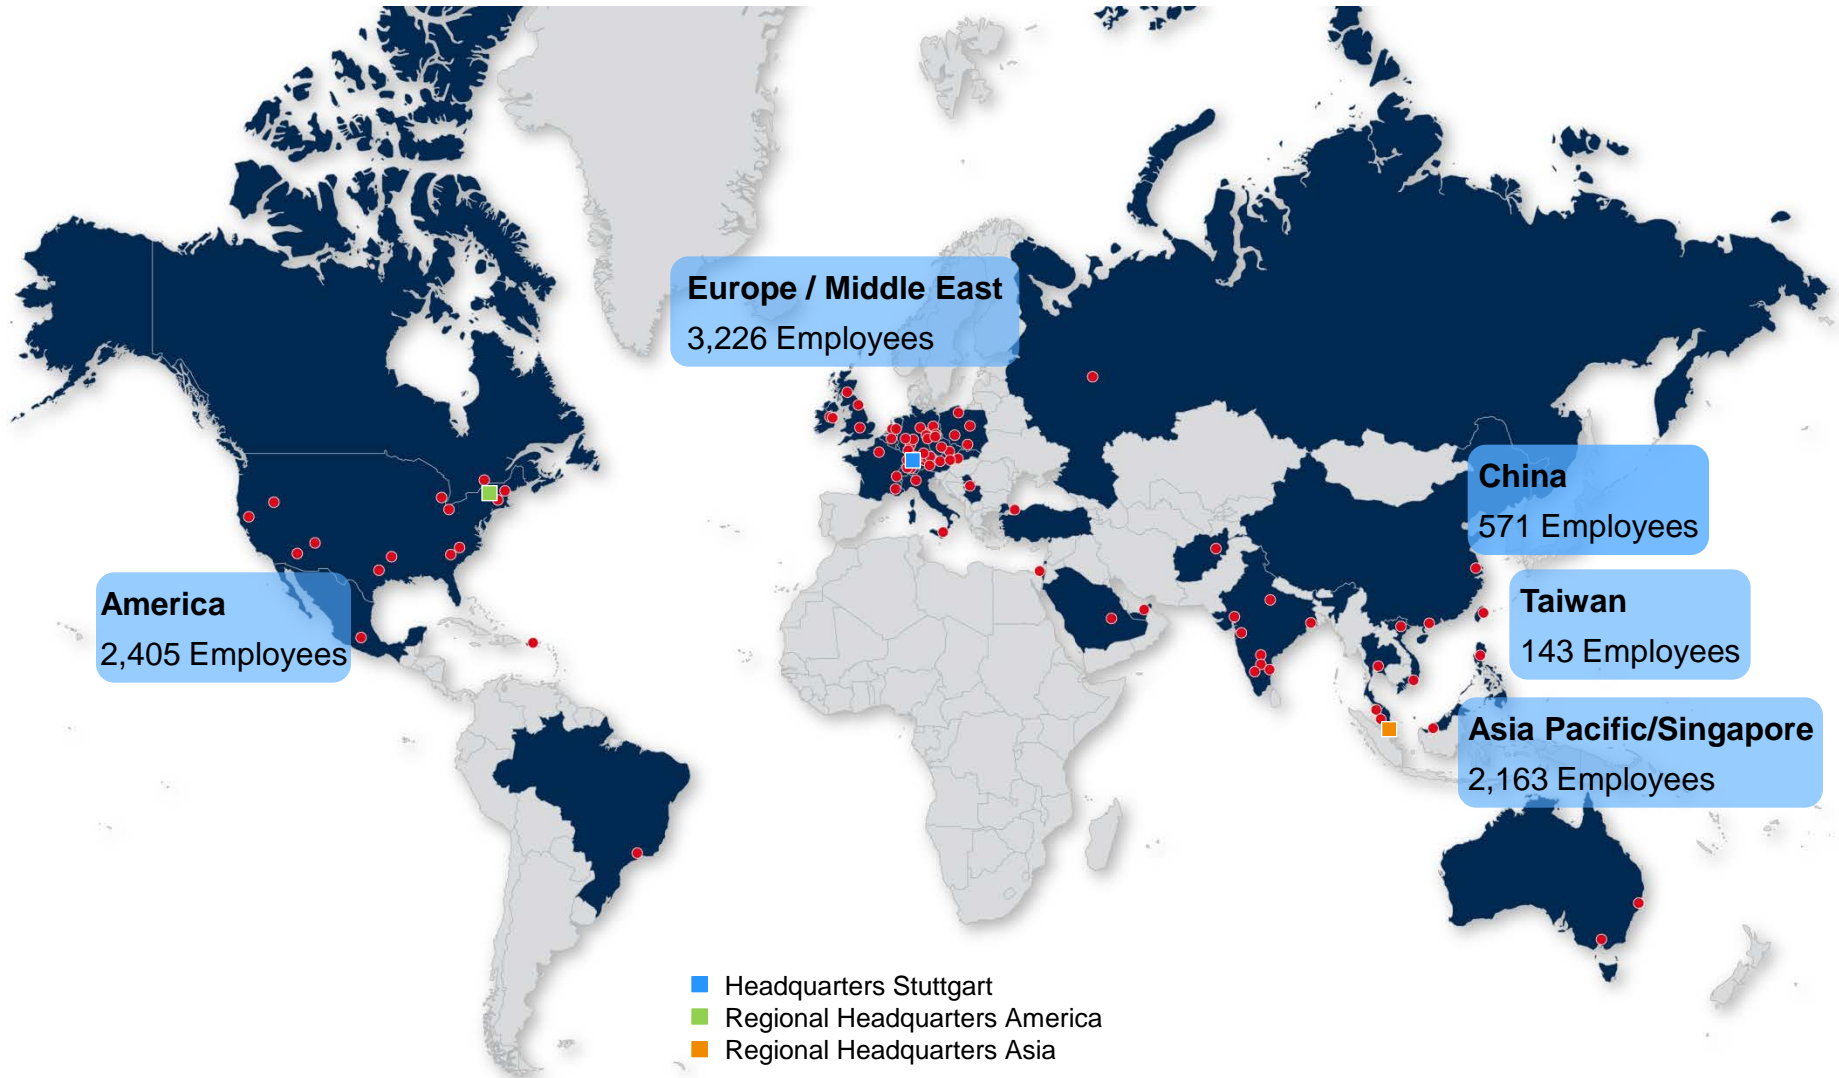 Europe / Middle East
3,226 Employees
China
571 Employees
America
2,405 Employees
Taiwan
143 Employees
Asia Pacific/Singapore
2,163 Employees
Headquarters Stuttgart
Regional Headquarters America
Regional Headquarters Asia